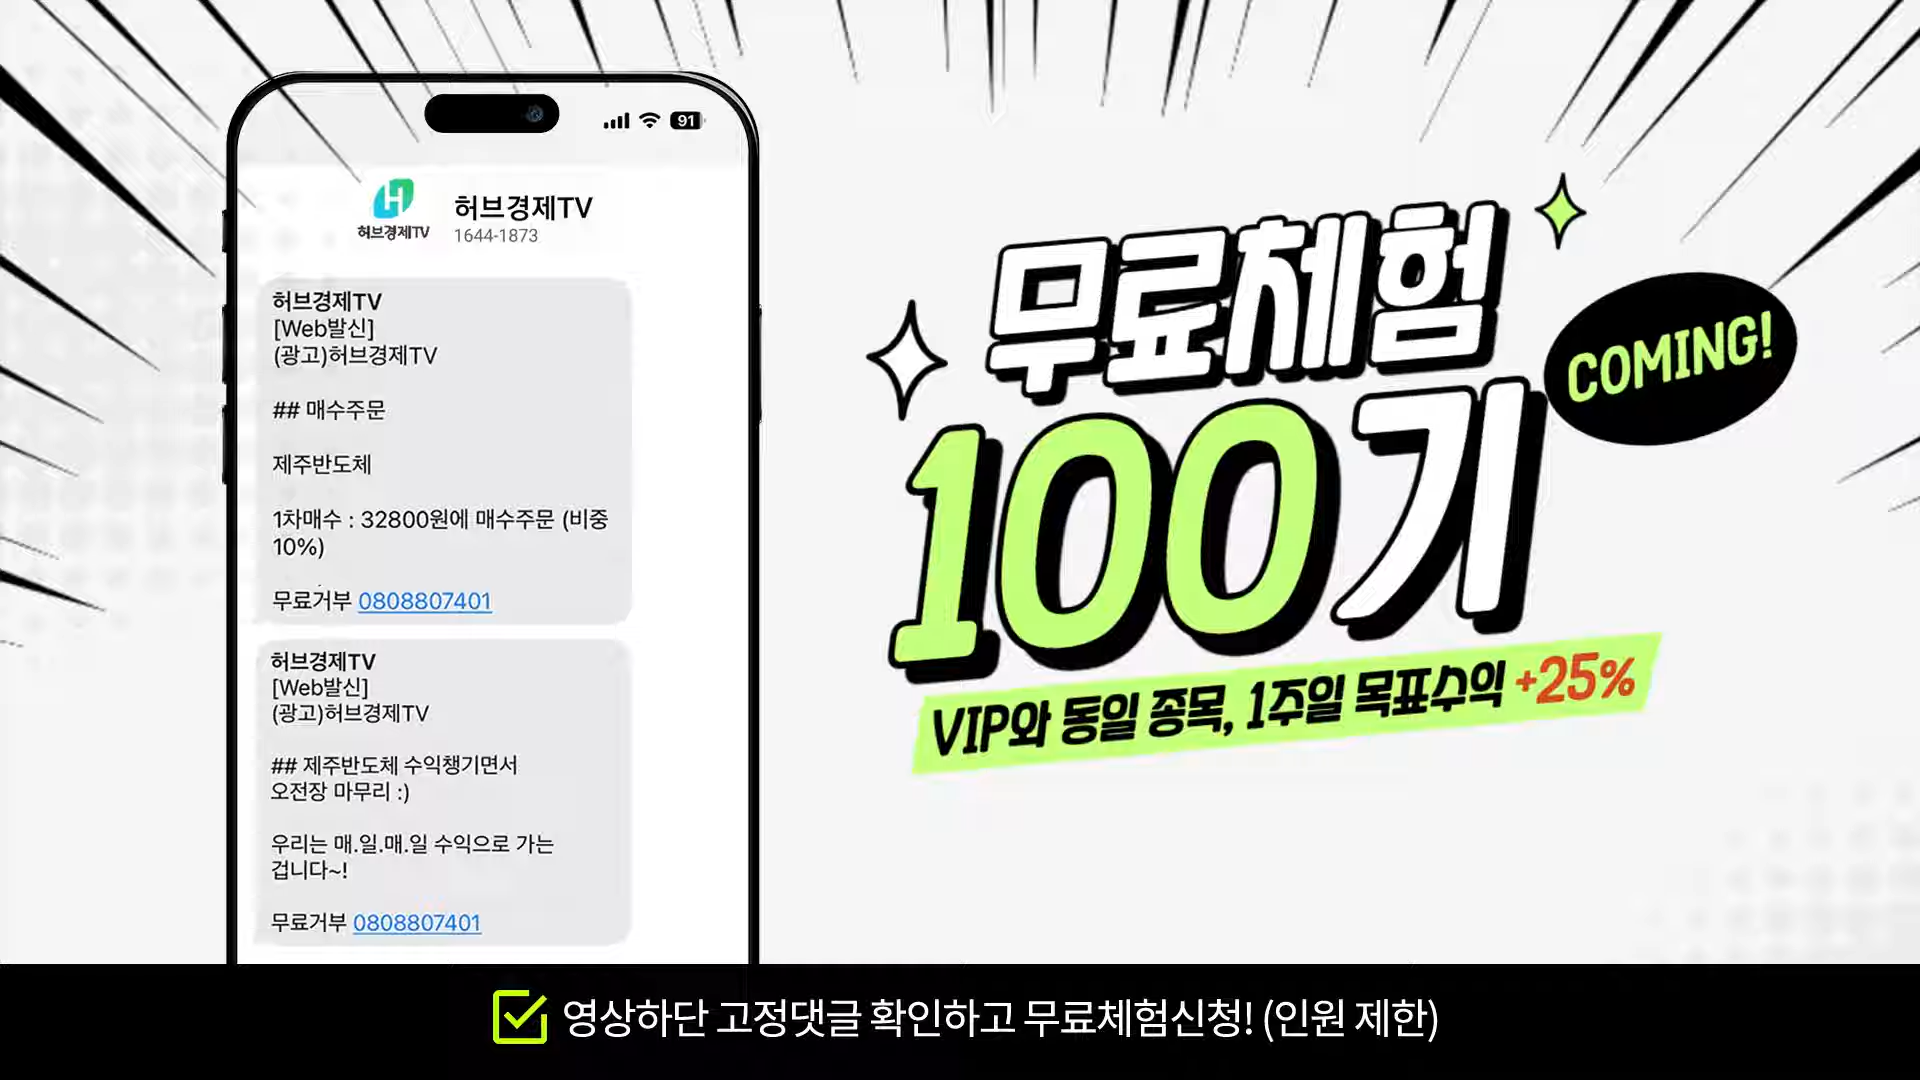 91
허브경제TV
허브경제TV
1644-1873
허브경제TV
[Web발신]
(광고)허브경제TV
## 매수주문
제주반도체
1차매수 : 32800원에 매수주문 (비중
10%)
무료거부 0808807401
허브경제TV
[Web발신]
(광고)허브경제TV
## 제주반도체 수익챙기면서
오전장 마무리 :)
우리는 매.일.매.일 수익으로 가는
겁니다~!
무료거부 0808807401
무료체험
100기
COMING!
VIP와 동일 종목, 1주일 목표수익 +25%
영상하단 고정댓글 확인하고 무료체험신청! (인원 제한)